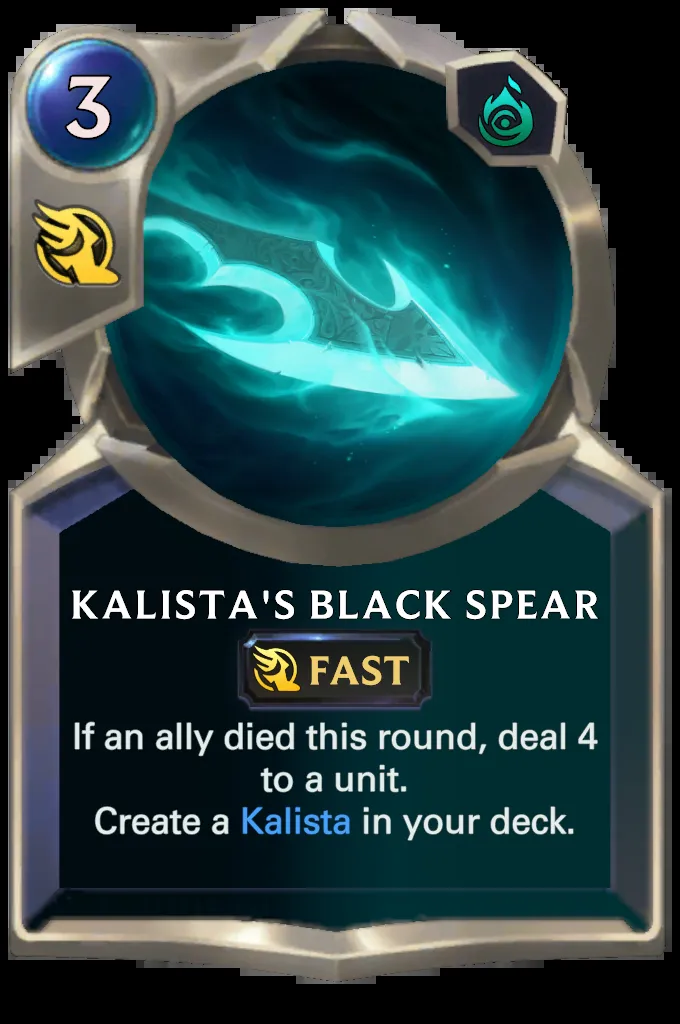 3
KALISTA'S BLACK SPEAR
FAST
If an ally died this round, deal 4
to a unit.
Create a Kalista in your deck.